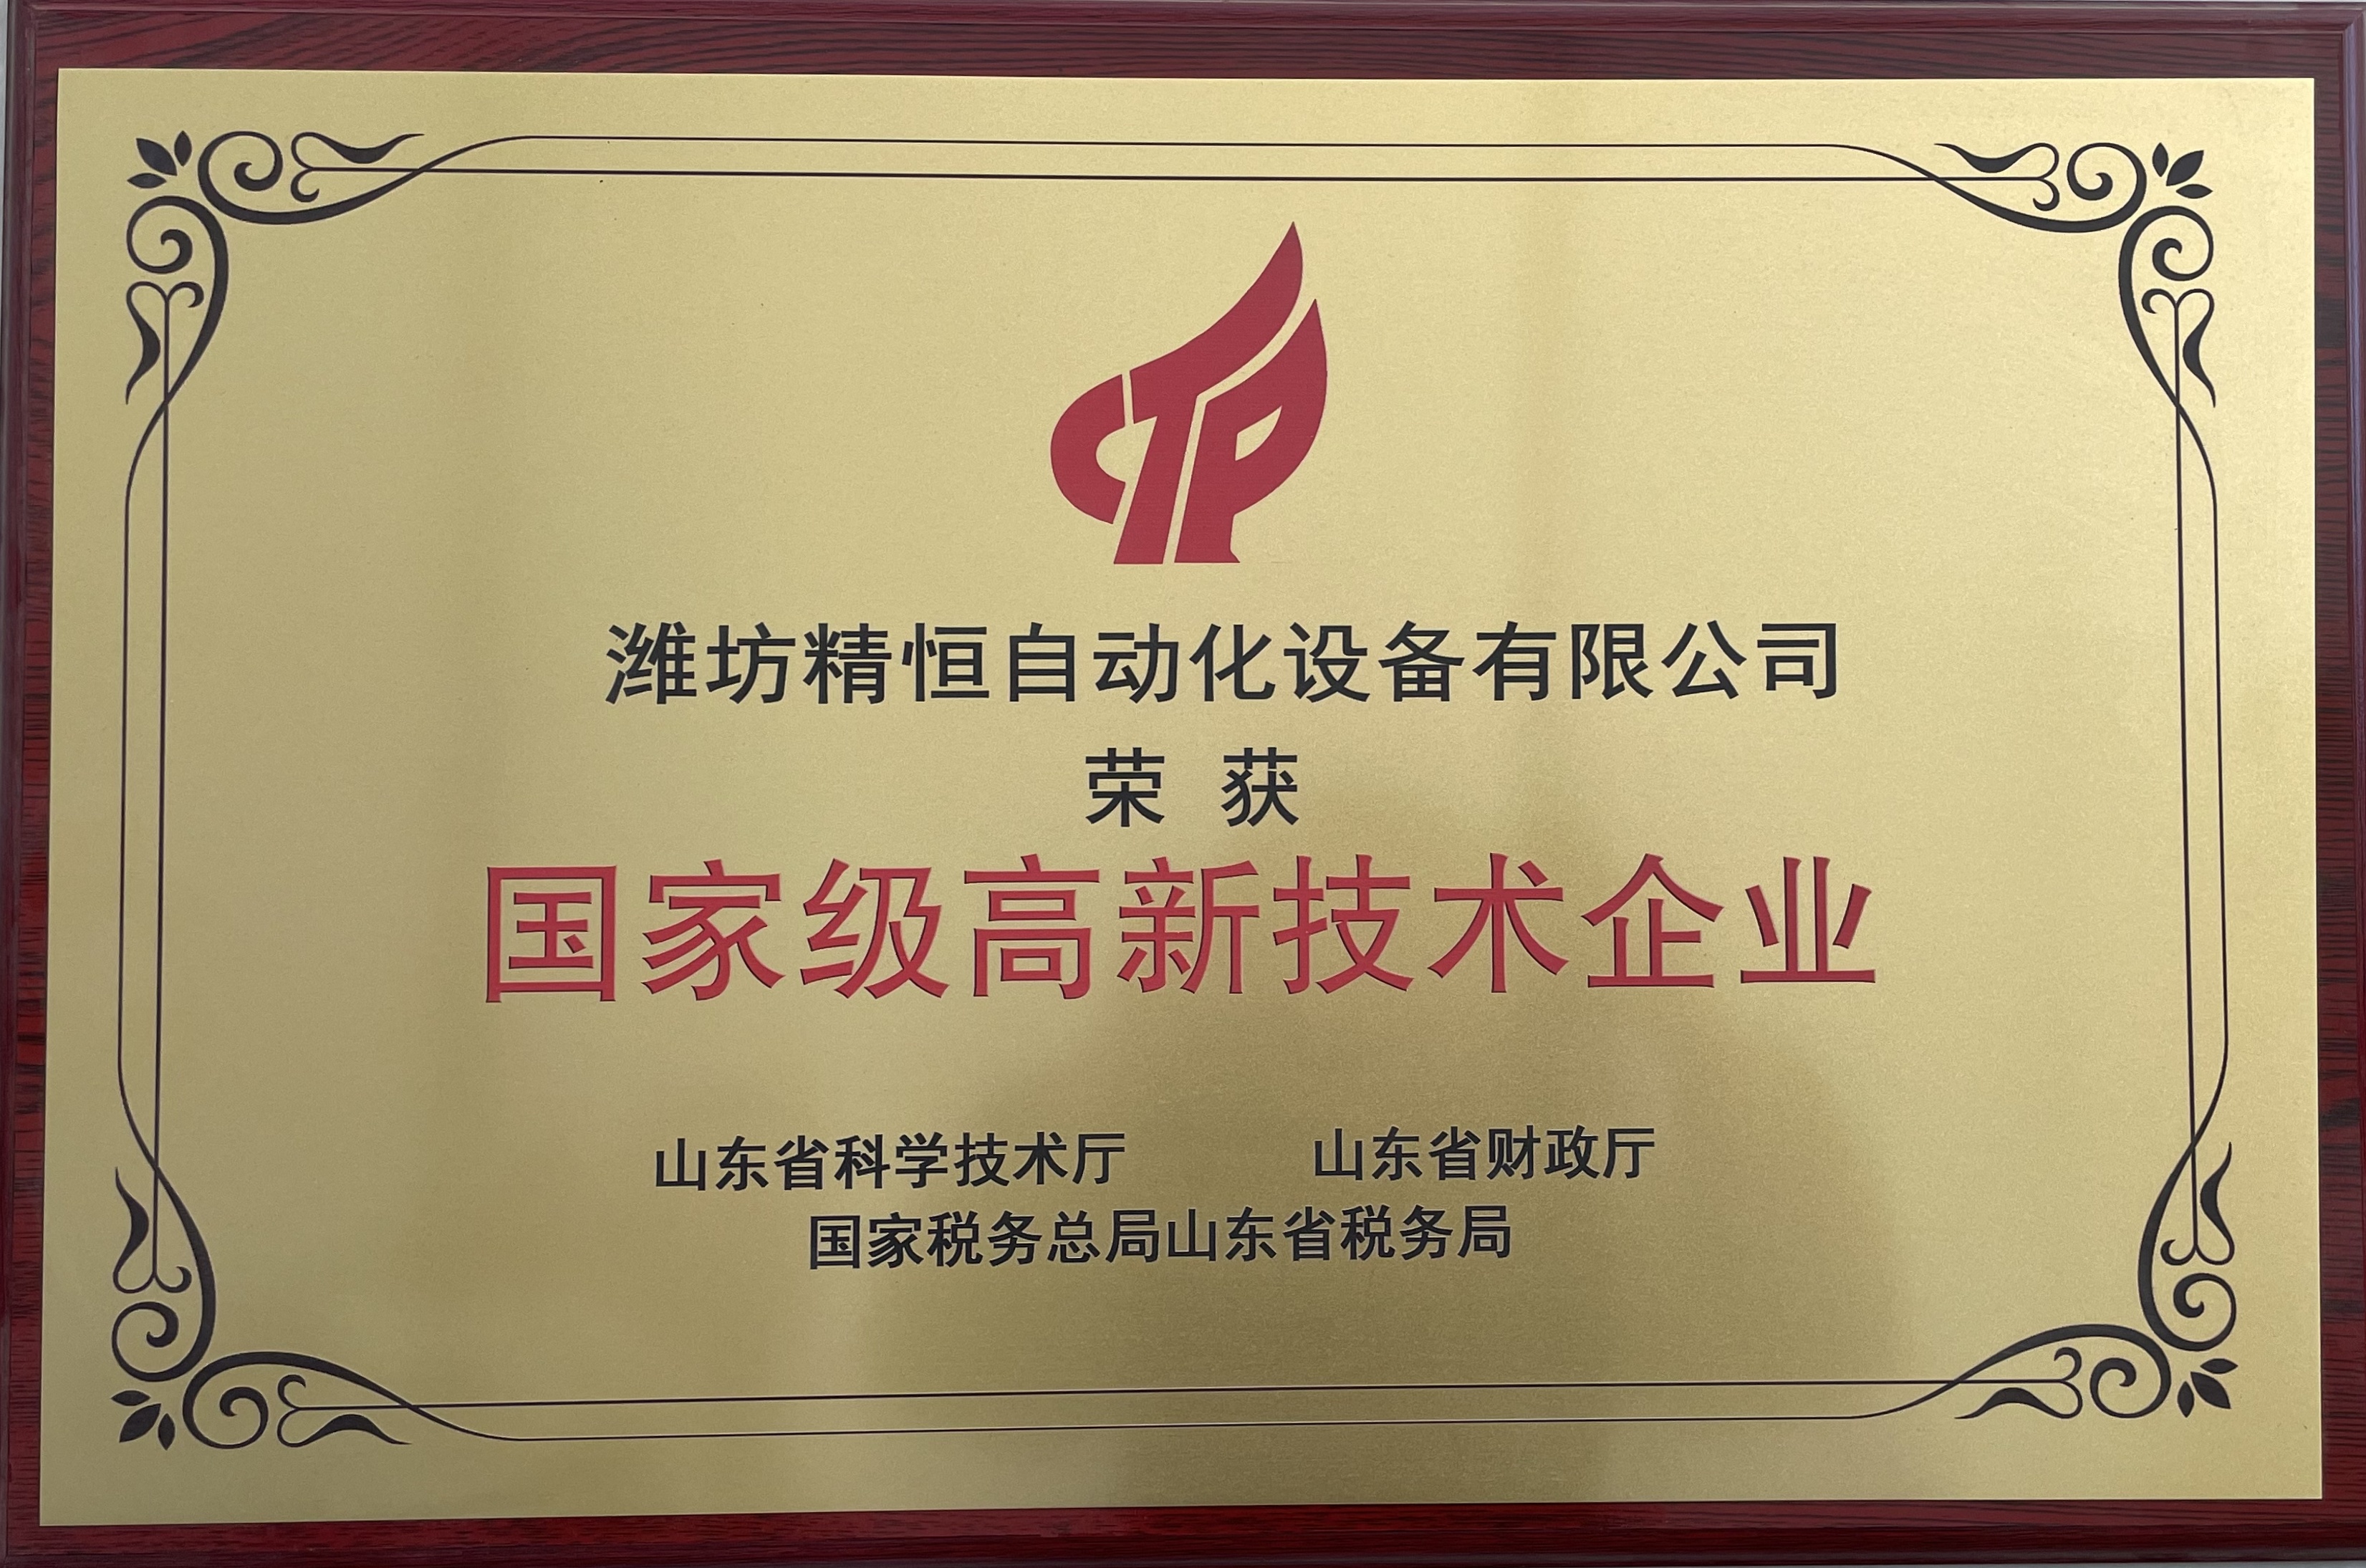 潍坊精恒自动化设备有限公司
荣获
国家级高新技术企业
山东省科学技术厅 山东省财政厅
国家税务总局山东省税务局